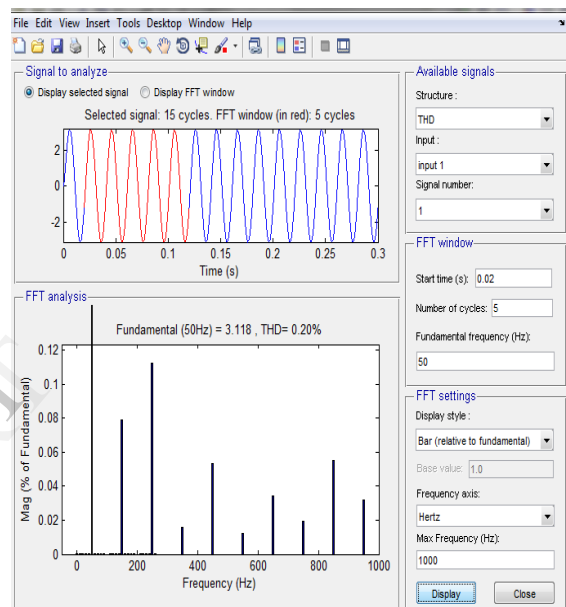 File Edit View Insert Tools Desktop Window Help
Signal to analyze
Display selected signal Display FFT window
Selected signal: 15 cycles. FFT window (in red): 5 cycles
2
0
-2
0 0.05 0.1 0.15 0.2 0.25 0.3
Time (s)
FFT analysis
Fundamental (50Hz) = 3.118 , THD= 0.20%
0.12
0.1
0.08
0.06
0.04
0.02
0
Mag (% of Fundamental)
0 200 400 600 800 1000
Frequency (Hz)
Available signals
Structure :
THD
Input :
input 1
Signal number:
1
FFT window
Start time (s): 0.02
Number of cycles: 5
Fundamental frequency (Hz):
50
FFT settings
Display style :
Bar (relative to fundamental)
Base value: 1.0
Frequency axis:
Hertz
Max Frequency (Hz):
1000
Display Close